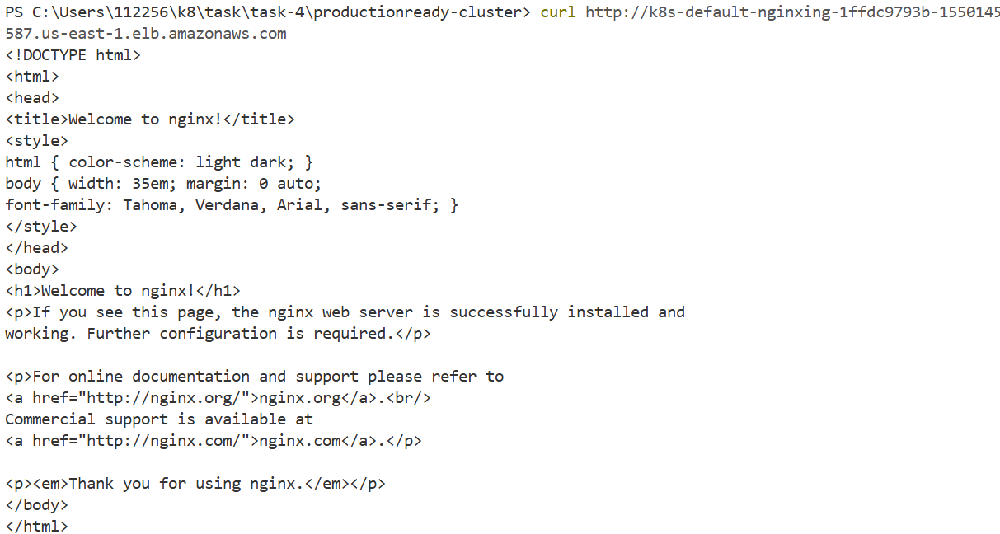 PS C:\Users\112256\k8\task\task-4\productionready-cluster> curl http://k8s-default-nginxing-1ffdc9793b-1550145
587.us-east-1.elb.amazonaws.com
<!DOCTYPE html>
<html>
<head>
<title>Welcome to nginx!</title>
<style>
html { color-scheme: light dark; }
body { width: 35em; margin: 0 auto;
font-family: Tahoma, Verdana, Arial, sans-serif; }
</style>
</head>
<body>
<h1>Welcome to nginx!</h1>
<p>If you see this page, the nginx web server is successfully installed and
working. Further configuration is required.</p>

<p>For online documentation and support please refer to
<a href="http://nginx.org/">nginx.org</a>.<br/>
Commercial support is available at
<a href="http://nginx.com/">nginx.com</a>.</p>

<p><em>Thank you for using nginx.</em></p>
</body>
</html>